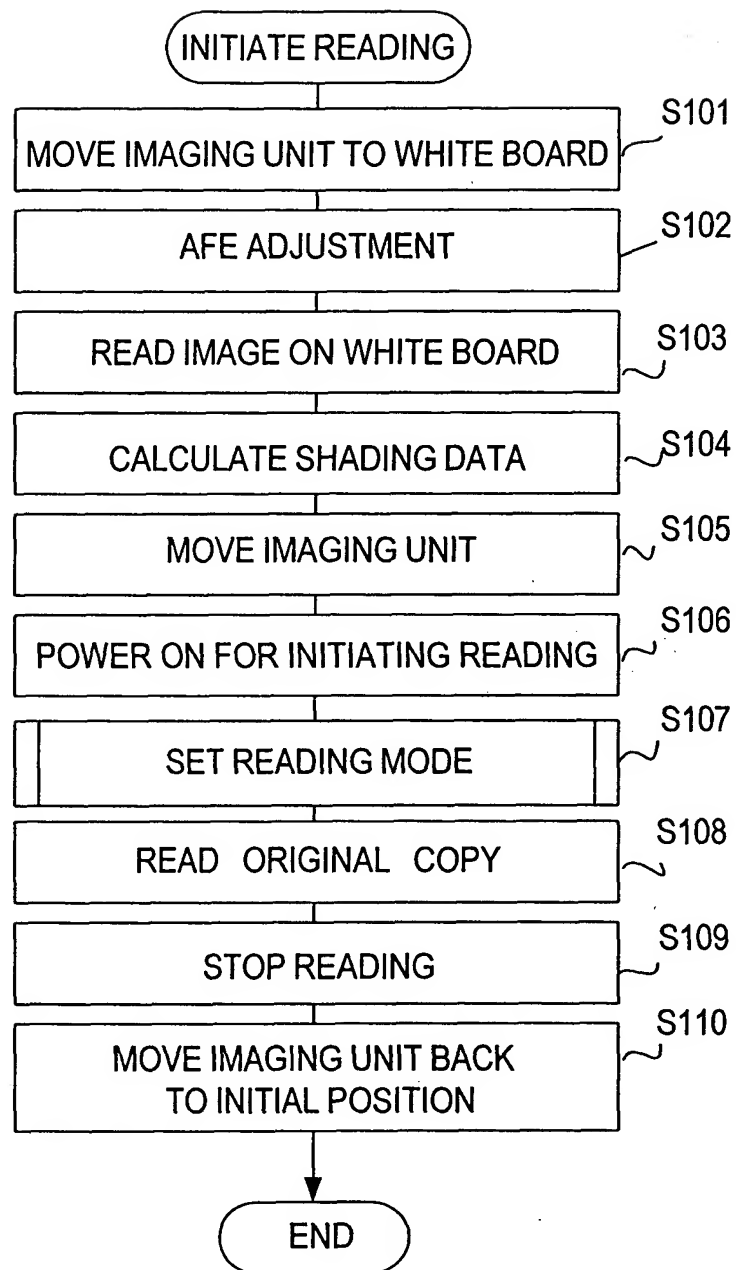 INITIATE READING
S101
MOVE IMAGING UNIT TO WHITE BOARD
S102
AFE ADJUSTMENT
S103
READ IMAGE ON WHITE BOARD
S104
CALCULATE SHADING DATA
S105
MOVE IMAGING UNIT
S106
POWER ON FOR INITIATING READING
S107
SET READING MODE
S108
READ ORIGINAL COPY
S109
STOP READING
S110
MOVE IMAGING UNIT BACK
TO INITIAL POSITION
END